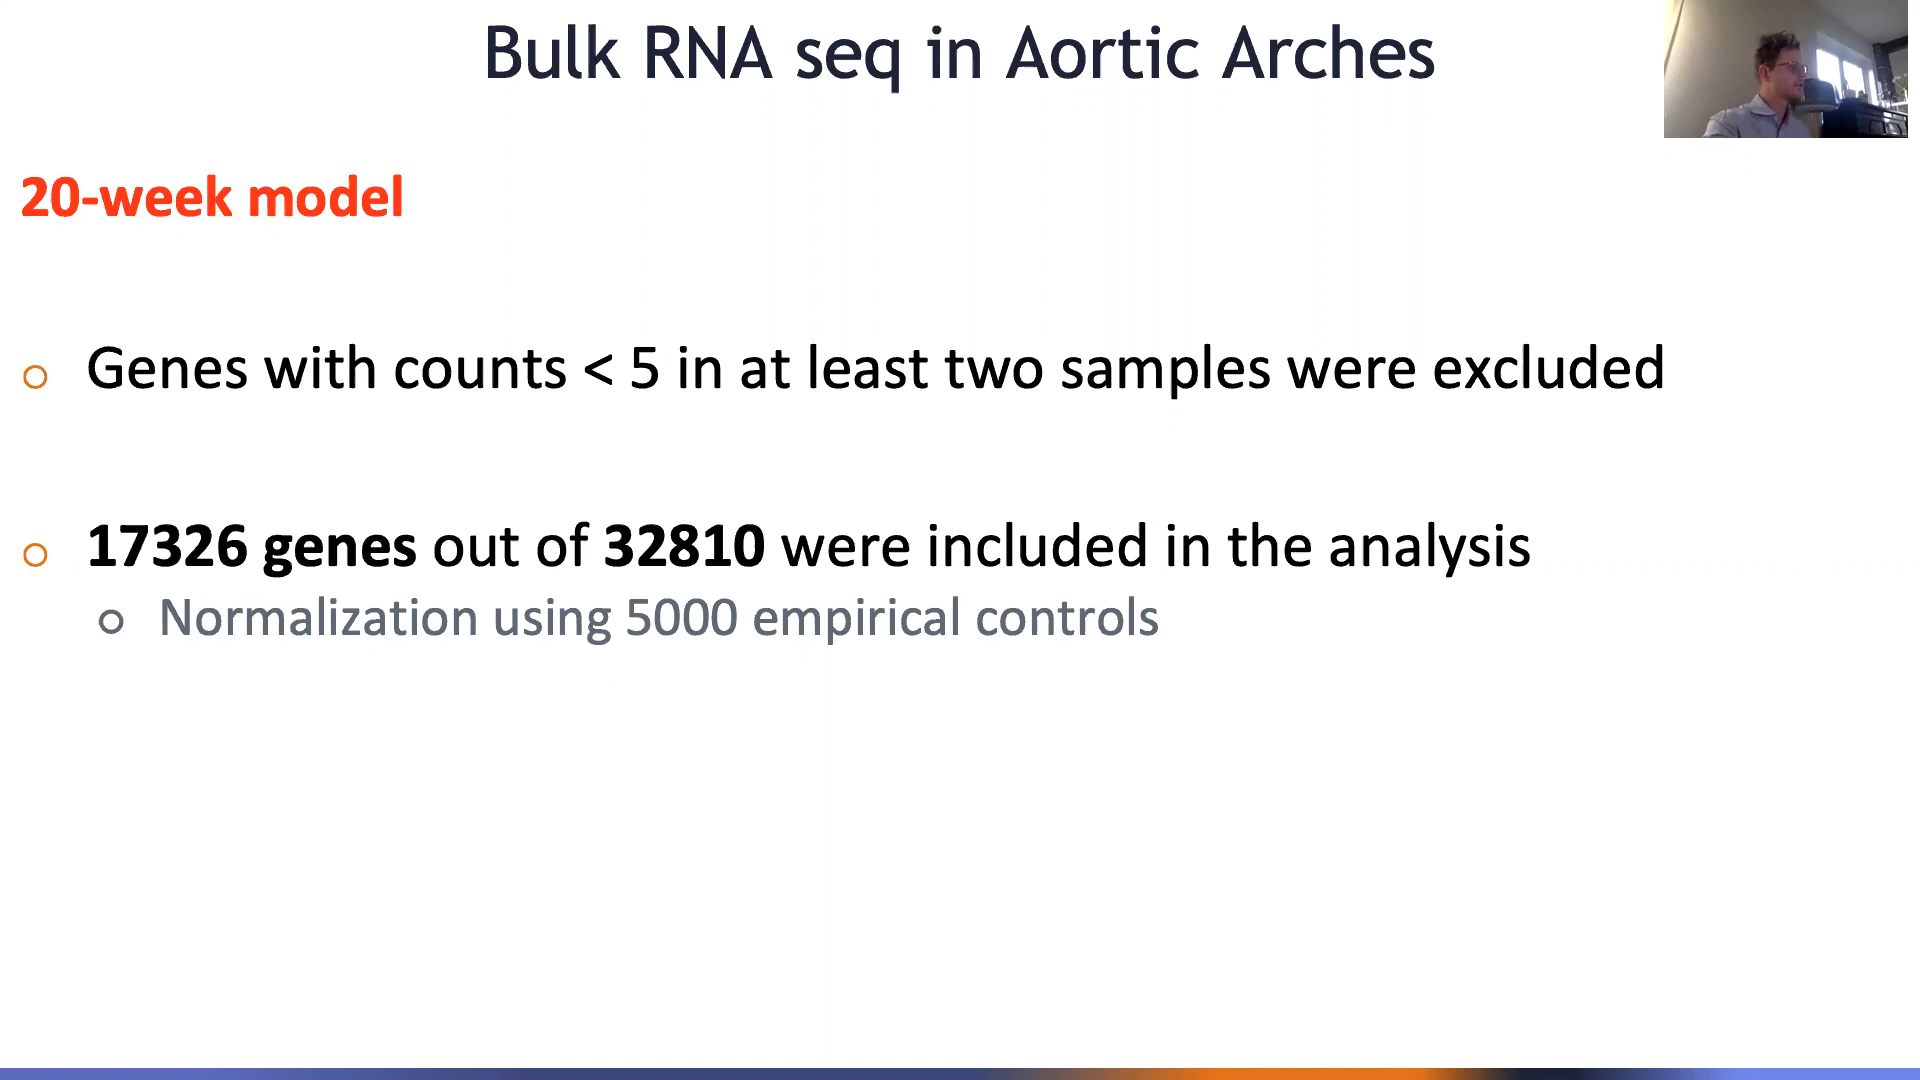 Bulk RNA seq in Aortic Arches
20-week model
Genes with counts < 5 in at least two samples were excluded
17326 genes out of 32810 were included in the analysis
Normalization using 5000 empirical controls